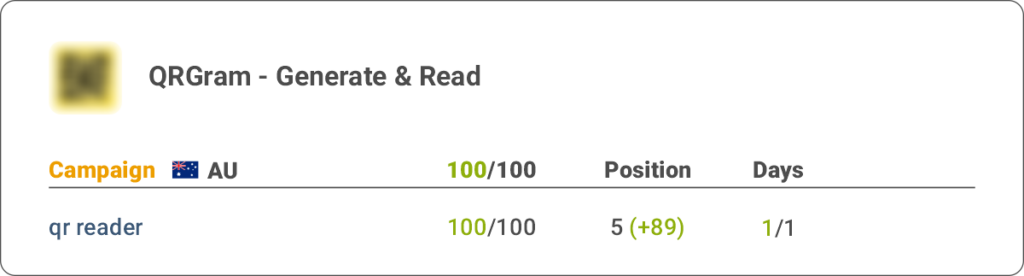 QRGram - Generate & Read
Campaign AU 100/100 Position Days
qr reader 100/100 5 (+89) 1/1